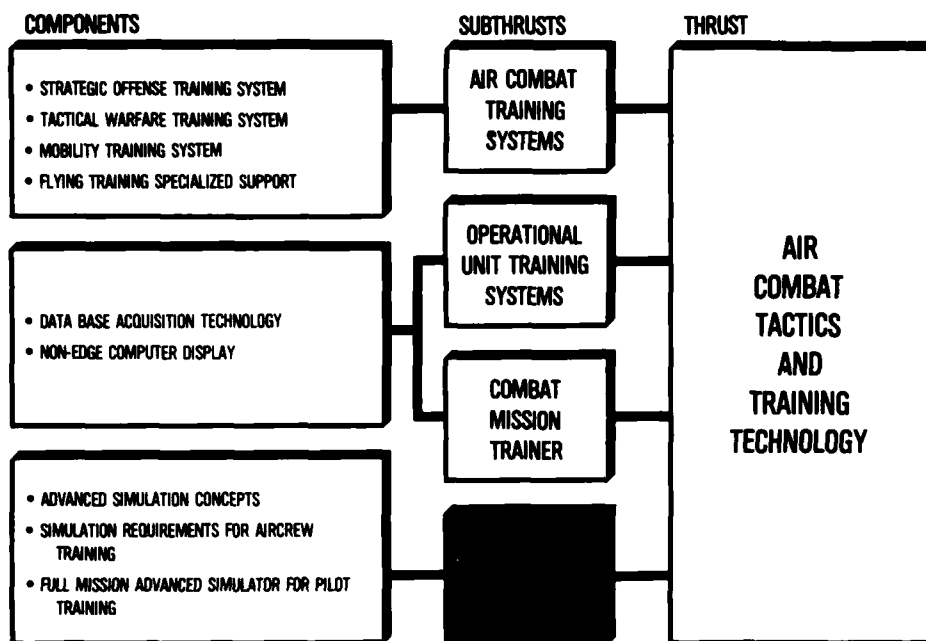 COMPONENTS
• STRATEGIC OFFENSE TRAINING SYSTEM
• TACTICAL WARFARE TRAINING SYSTEM
• MOBILITY TRAINING SYSTEM
• FLYING TRAINING SPECIALIZED SUPPORT
• DATA BASE ACQUISITION TECHNOLOGY
• NON-EDGE COMPUTER DISPLAY
• ADVANCED SIMULATION CONCEPTS
• SIMULATION REQUIREMENTS FOR AIRCREW
TRAINING
• FULL MISSION ADVANCED SIMULATOR FOR PILOT
TRAINING
SUBTHRUSTS
AIR COMBAT
TRAINING
SYSTEMS
OPERATIONAL
UNIT TRAINING
SYSTEMS
COMBAT
MISSION
TRAINER
THRUST
AIR
COMBAT
TACTICS
AND
TRAINING
TECHNOLOGY